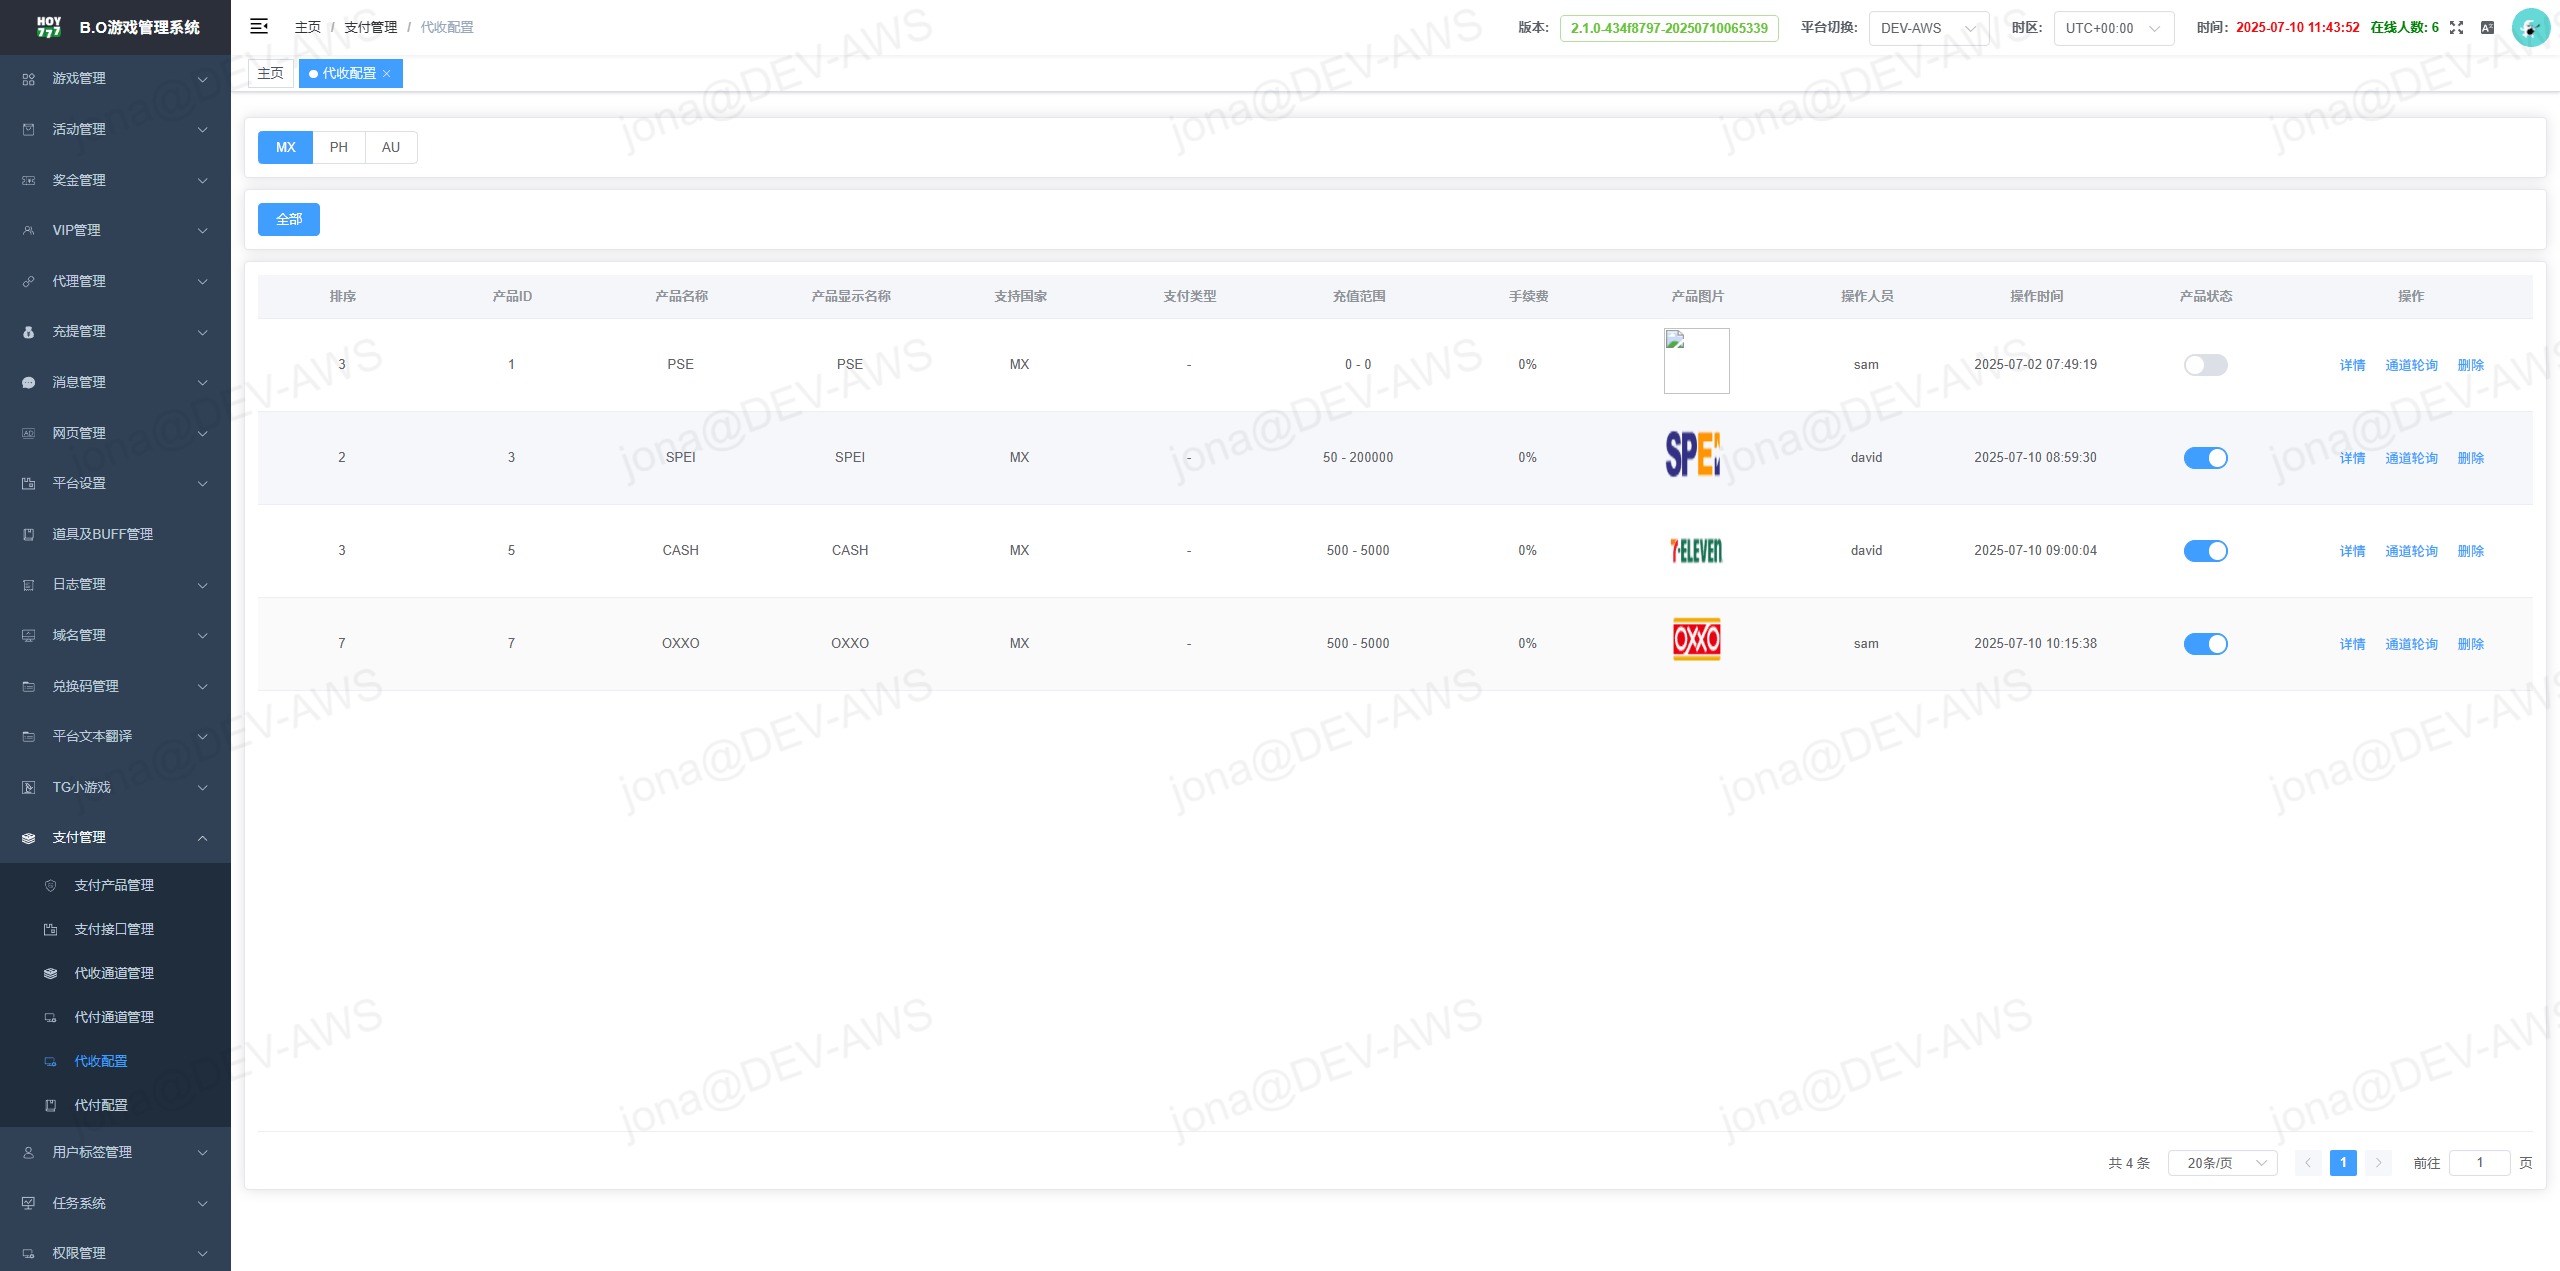 HOY 777 B.O游戏管理系统
主页 / 支付管理 / 代收配置
版本: 2.1.0-434f8797-20250710065339 平台切换: DEV-AWS 时区: UTC+00:00 时间: 2025-07-10 11:43:52 在线人数: 6
主页 代收配置
游戏管理
活动管理
奖金管理
VIP管理
代理管理
充提管理
消息管理
网页管理
平台设置
道具及BUFF管理
日志管理
域名管理
兑换码管理
平台文本翻译
TG小游戏
支付管理
支付产品管理
支付接口管理
代收通道管理
代付通道管理
代收配置
代付配置
用户标签管理
任务系统
权限管理
MX PH AU
全部
排序 产品ID 产品名称 产品显示名称 支持国家 支付类型 充值范围 手续费 产品图片 操作人员 操作时间 产品状态 操作
3 1 PSE PSE MX - 0 - 0 0% sam 2025-07-02 07:49:19 详情 通道轮询 删除
2 3 SPEI SPEI MX - 50 - 200000 0% SPEI david 2025-07-10 08:59:30 详情 通道轮询 删除
3 5 CASH CASH MX - 500 - 5000 0% 7-ELEVEN david 2025-07-10 09:00:04 详情 通道轮询 删除
7 7 OXXO OXXO MX - 500 - 5000 0% OXXO sam 2025-07-10 10:15:38 详情 通道轮询 删除
共 4 条 20条/页 1 前往 1 页
jona@DEV-AWS